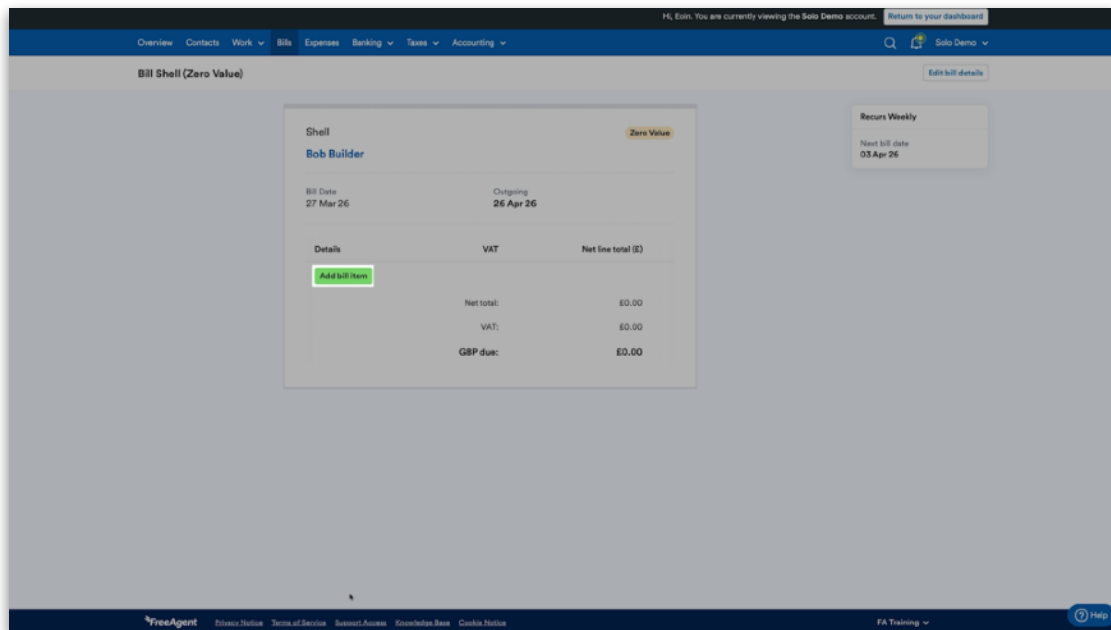 Hi, Eoin. You are currently viewing the Solo Demo account. Return to your dashboard
Overview Contacts Work Bills Expenses Banking Taxes Accounting Solo Demo
Bill Shell (Zero Value) Edit bill details
Shell Zero Value
Bob Builder
Bill Date Outgoing
27 Mar 26 26 Apr 26
Details VAT Net line total (£)
Add bill item
Net total: £0.00
VAT: £0.00
GBP due: £0.00
Recurs Weekly
Next bill date
03 Apr 26
FreeAgent Privacy Notice Terms of Service Support Access Knowledge Base Cookie Notice FA Training
Help